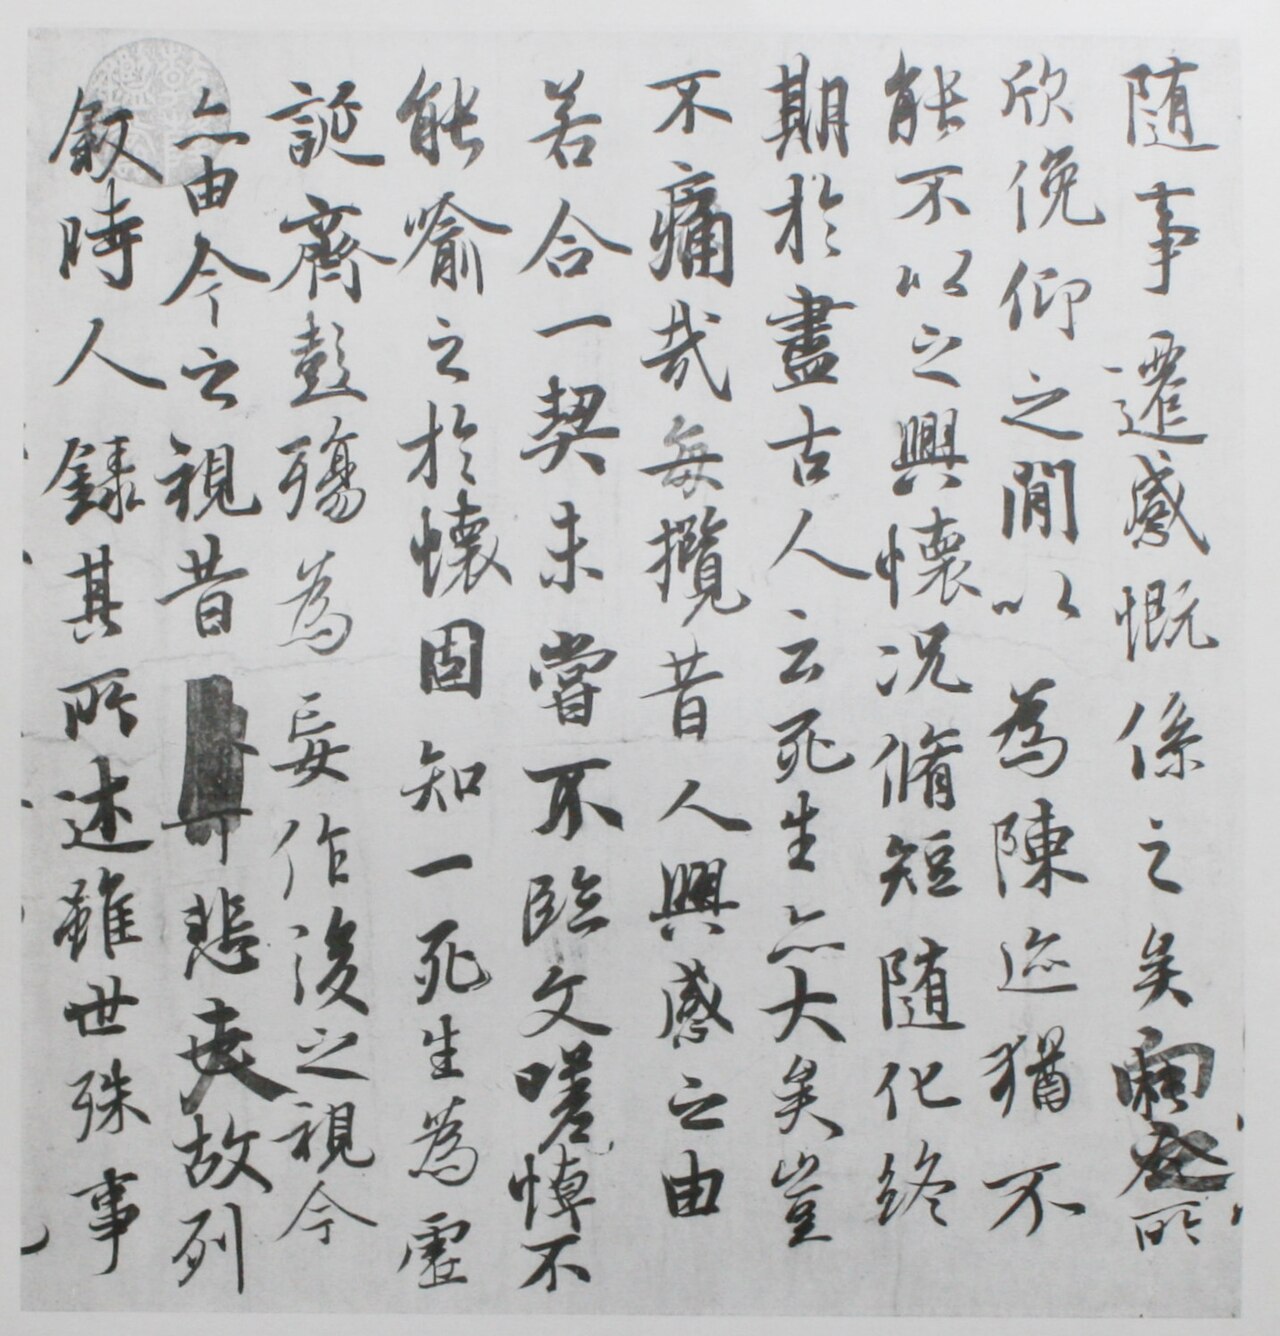 随事遷感慨係之矣向之所
欣俛仰之閒以為陳迹猶不
能不以之興懷況脩短随化終
期於盡古人云死生亦大矣豈
不痛哉每攬昔人興感之由
若合一契未嘗不臨文嗟悼不
能喻之於懷固知一死生為虛
誕齊彭殤為妄作後之視今
亦由今之視昔悲夫故列
敘時人錄其所述雖世殊事